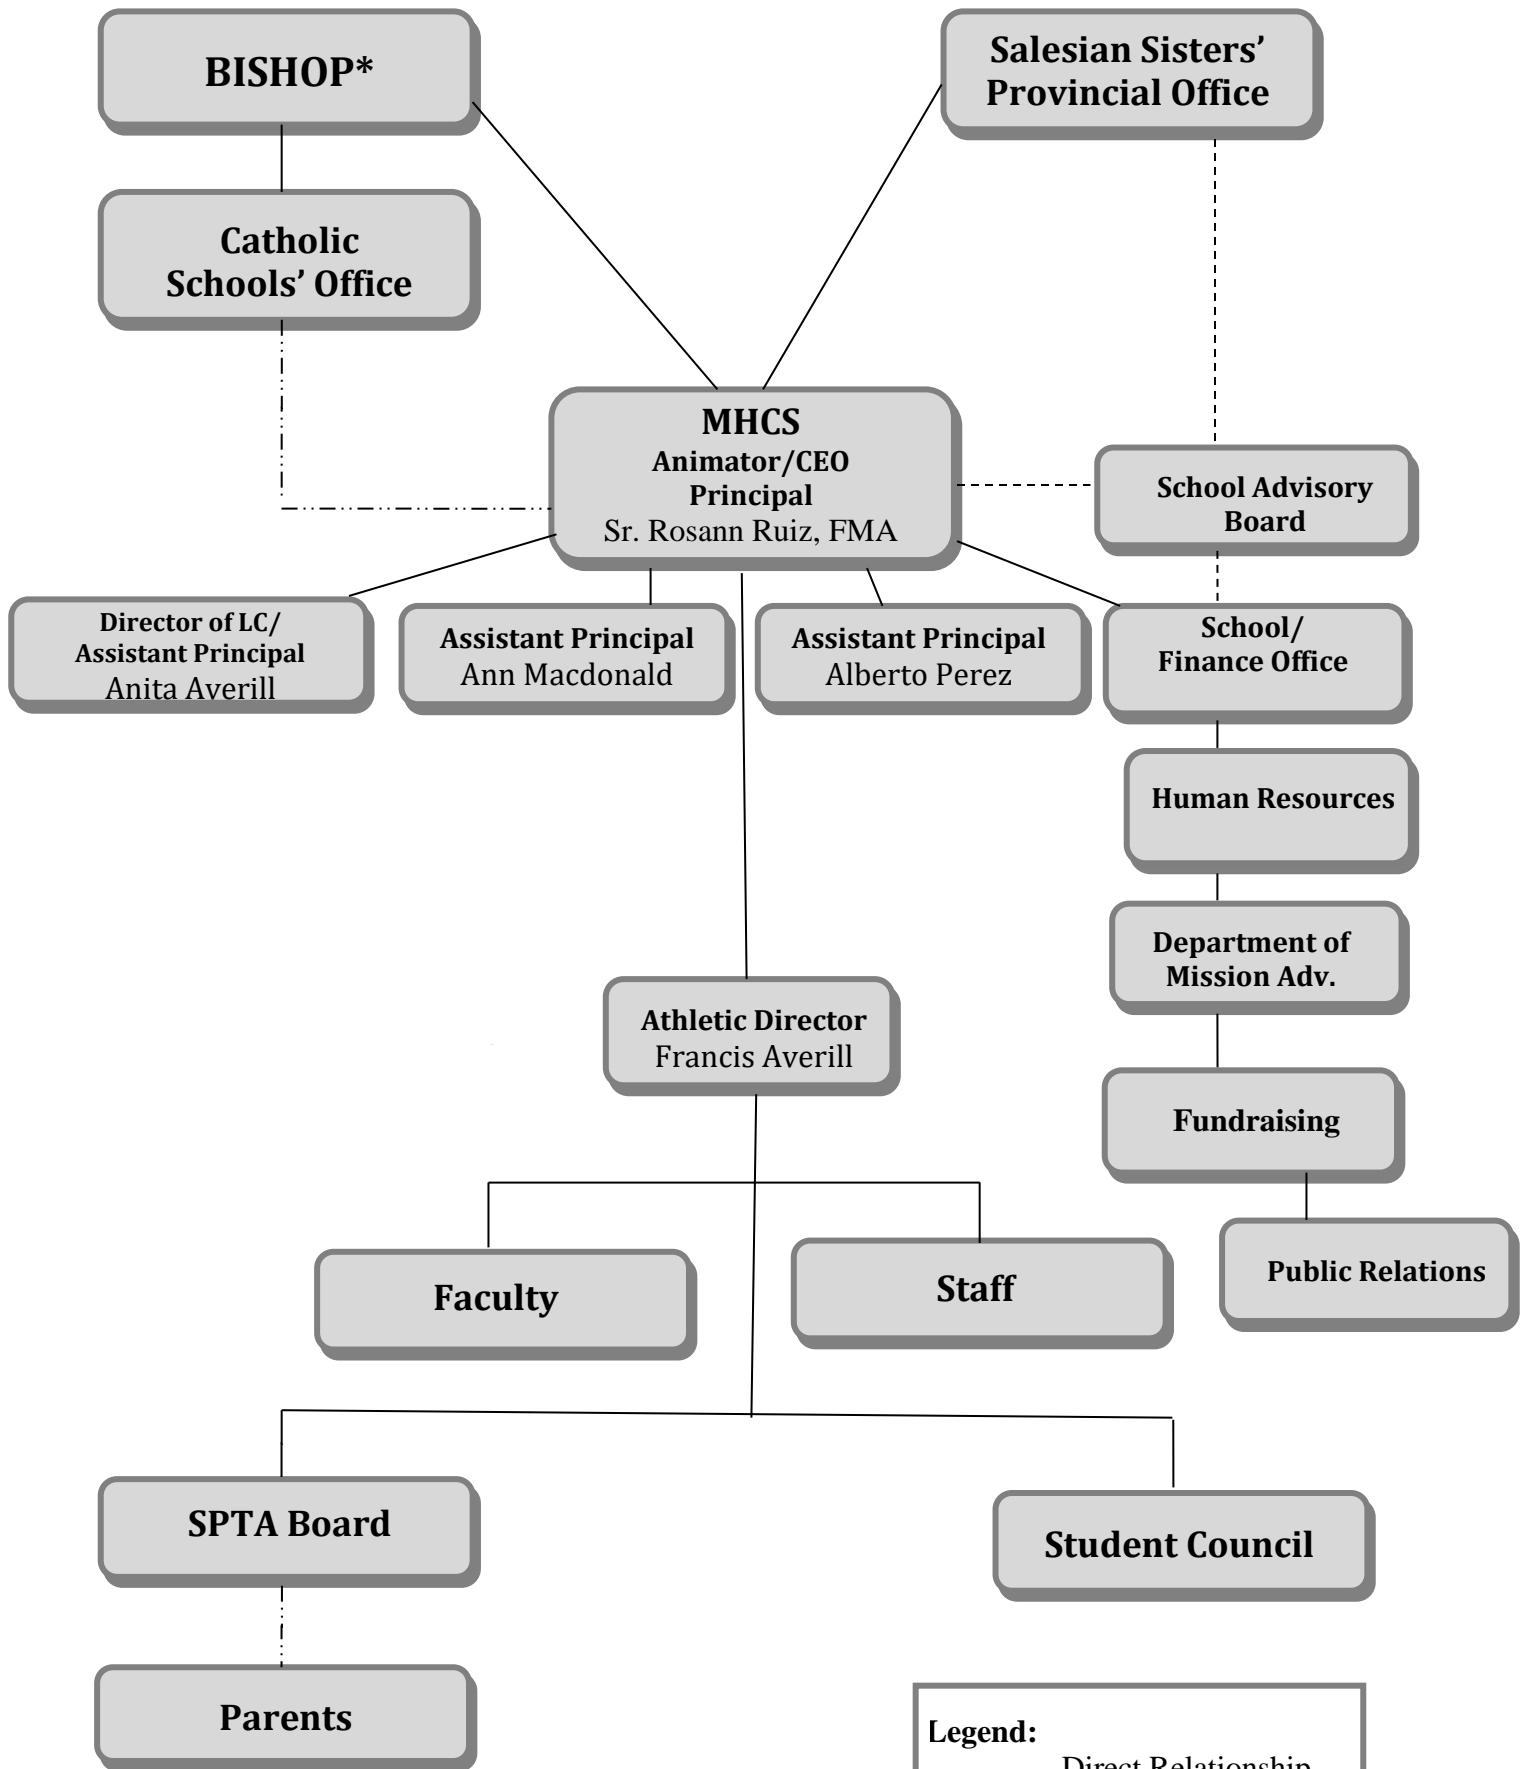 BISHOP*
Salesian Sisters’
Provincial Office
Catholic
Schools’ Office
MHCS
Animator/CEO
Principal
Sr. Rosann Ruiz, FMA
School Advisory
Board
Director of LC/
Assistant Principal
Anita Averill
Assistant Principal
Ann Macdonald
Assistant Principal
Alberto Perez
School/
Finance Office
Human Resources
Department of
Mission Adv.
Athletic Director
Francis Averill
Fundraising
Public Relations
Faculty
Staff
SPTA Board
Student Council
Parents
Legend:
Direct Relationship